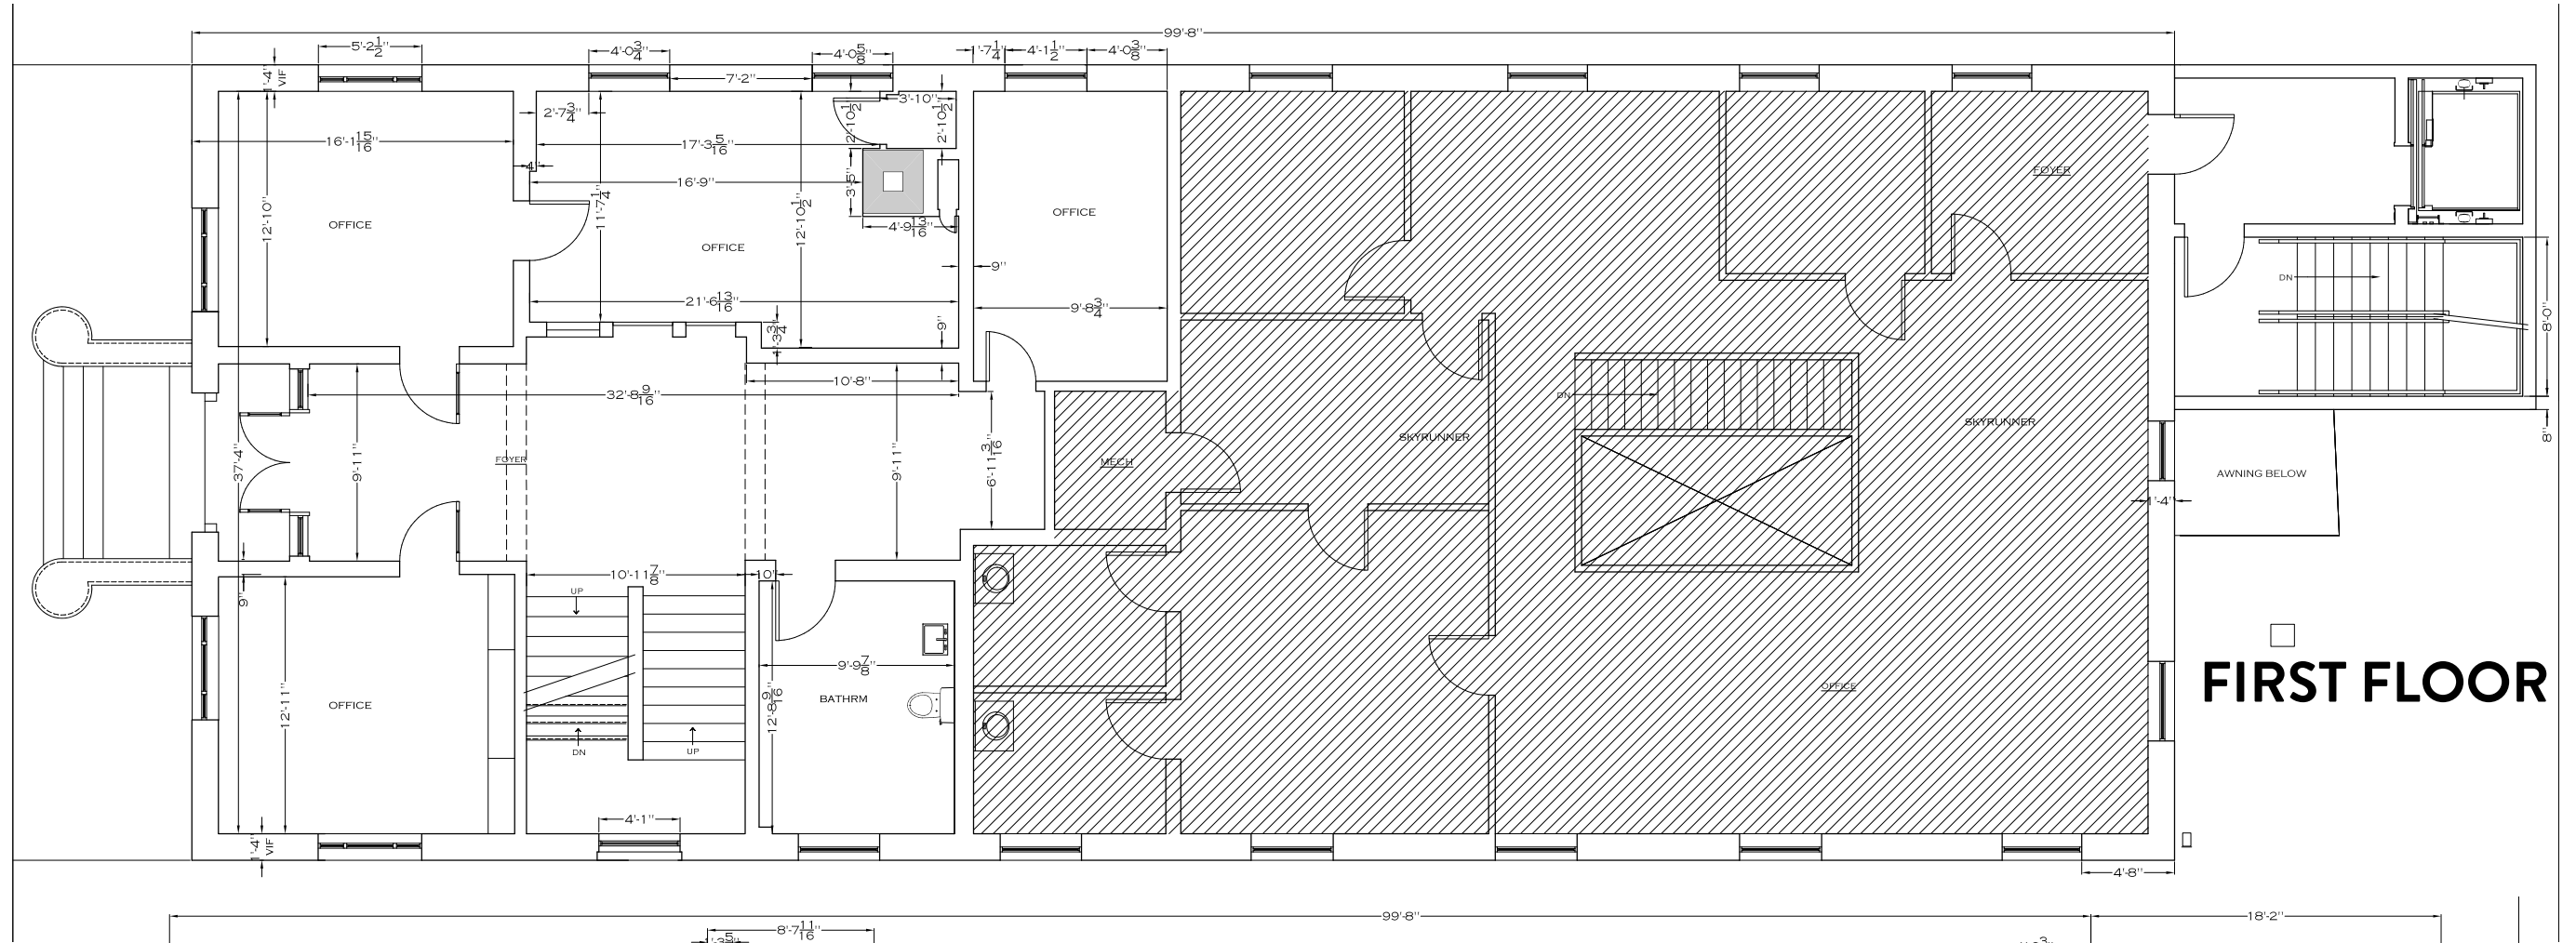 99'-8"
5'-2 1/2"
4'-0 3/4"
4'-0 5/8"
1'-7 1/4"
4'-1 1/2"
4'-0 3/8"
1'-4"
VIF
7'-2"
2'-7 3/4"
2'-10 1/2"
3'-10"
2'-10 1/2"
16'-1 15/16"
17'-3 5/16"
4"
16'-9"
3'-5"
FOYER
12'-10"
11'-7 1/4"
12'-10 1/2"
4'-9 13/16"
OFFICE
OFFICE
OFFICE
9"
DN
21'-6 13/16"
9'-8 3/4"
1'-3 3/4"
9"
8'-0"
10'-8"
32'-8 9/16"
DN
SKYRUNNER
SKYRUNNER
8"
37'-4"
9'-11"
FOYER
9'-11"
6'-11 3/16"
MECH
AWNING BELOW
1'-4"
10'-11 7/8"
10"
9"
UP
9'-9 7/8"
FIRST FLOOR
OFFICE
12'-11"
OFFICE
12'-8 9/16"
BATHRM
DN
UP
4'-1"
1'-4"
VIF
4'-8"
99'-8"
18'-2"
8'-7 11/16"